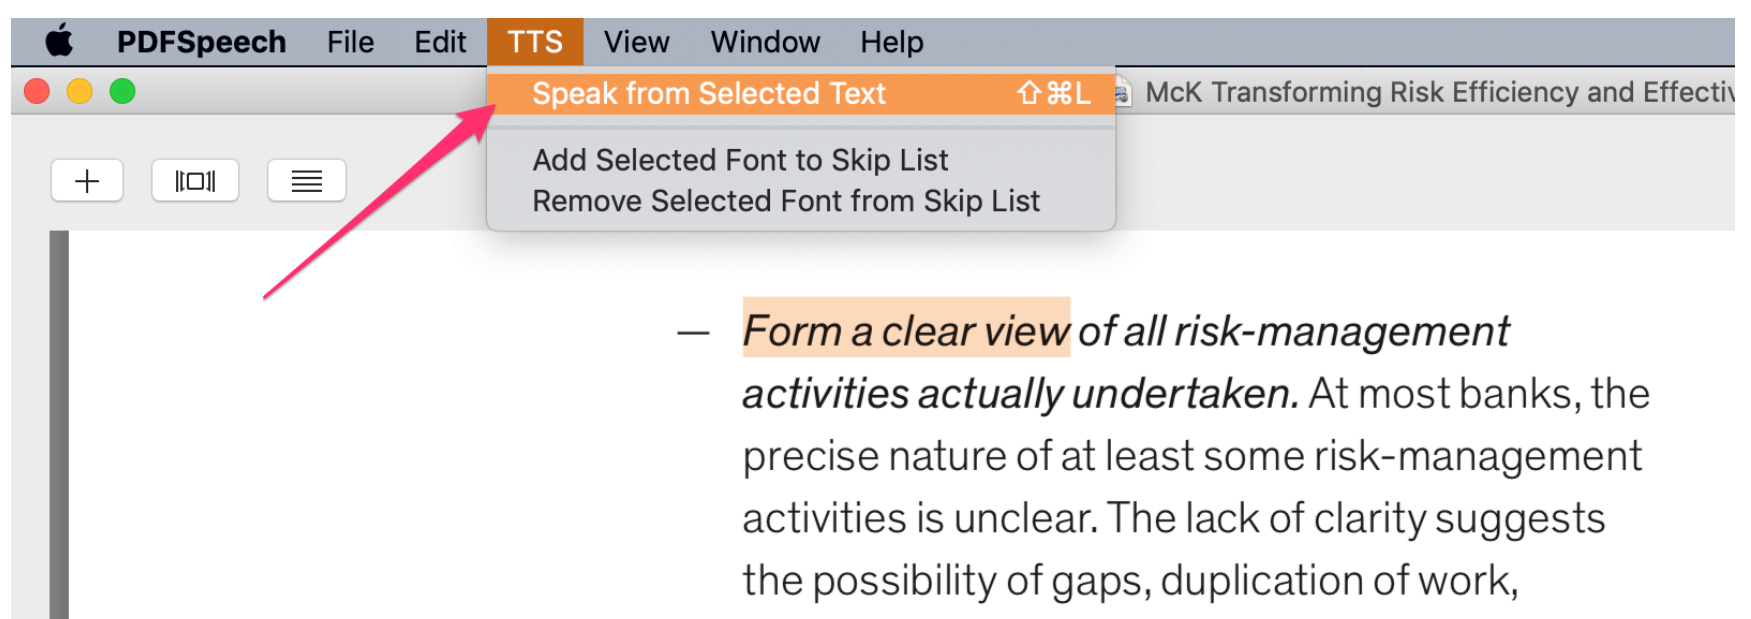 PDFSpeech File Edit TTS View Window Help
Speak from Selected Text ⇧⌘L
McK Transforming Risk Efficiency and Effectiv
Add Selected Font to Skip List
Remove Selected Font from Skip List
— Form a clear view of all risk-management
activities actually undertaken. At most banks, the
precise nature of at least some risk-management
activities is unclear. The lack of clarity suggests
the possibility of gaps, duplication of work,